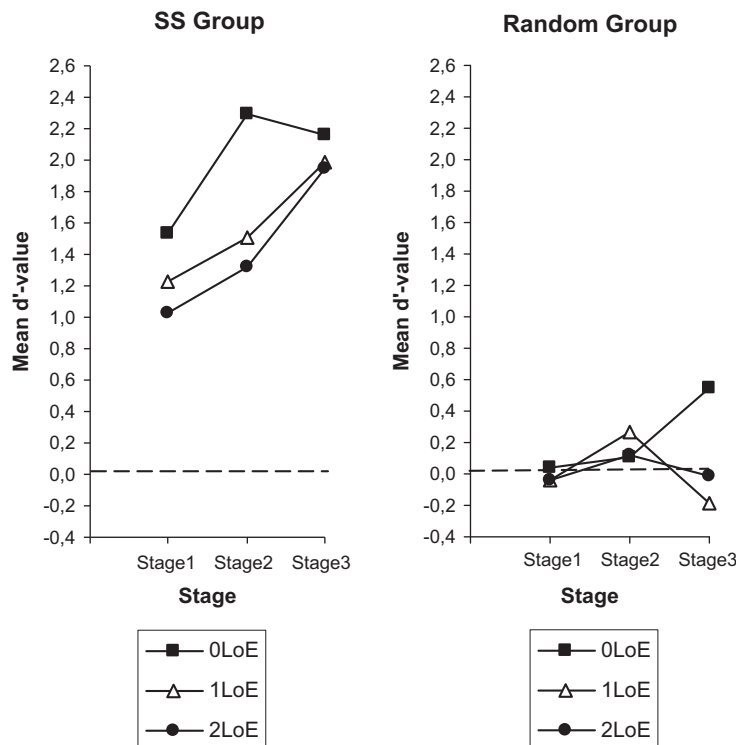 SS Group
2,6
2,4
2,2
2,0
1,8
1,6
1,4
1,2
1,0
0,8
0,6
0,4
0,2
0,0
-0,2
-0,4
Mean d'-value
Stage1 Stage2 Stage3
Stage
0LoE
1LoE
2LoE
Random Group
2,6
2,4
2,2
2,0
1,8
1,6
1,4
1,2
1,0
0,8
0,6
0,4
0,2
0,0
-0,2
-0,4
Mean d'-value
Stage1 Stage2 Stage3
Stage
0LoE
1LoE
2LoE